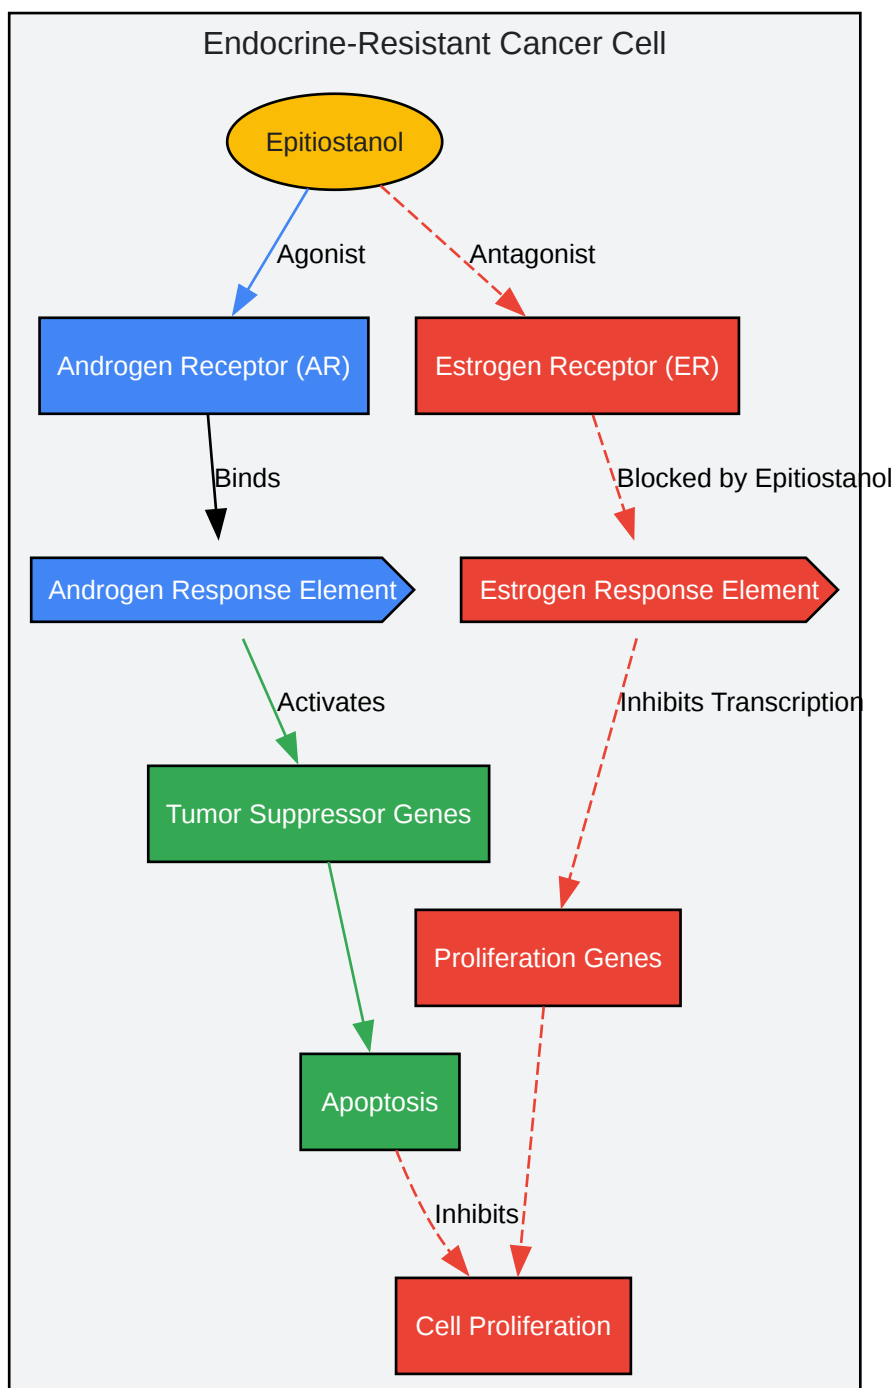 Endocrine-Resistant Cancer Cell
Epitiostanol
Agonist
Antagonist
Androgen Receptor (AR)
Estrogen Receptor (ER)
Binds
Blocked by Epitiostanol
Androgen Response Element
Estrogen Response Element
Activates
Inhibits Transcription
Tumor Suppressor Genes
Proliferation Genes
Apoptosis
Inhibits
Cell Proliferation